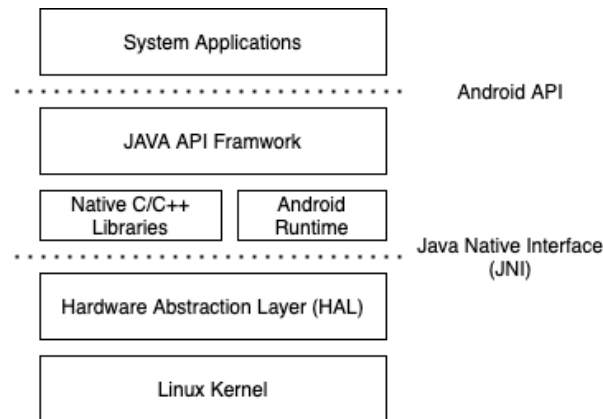 System Applications
Android API
JAVA API Framwork
Native C/C++
Libraries
Android
Runtime
Java Native Interface
(JNI)
Hardware Abstraction Layer (HAL)
Linux Kernel